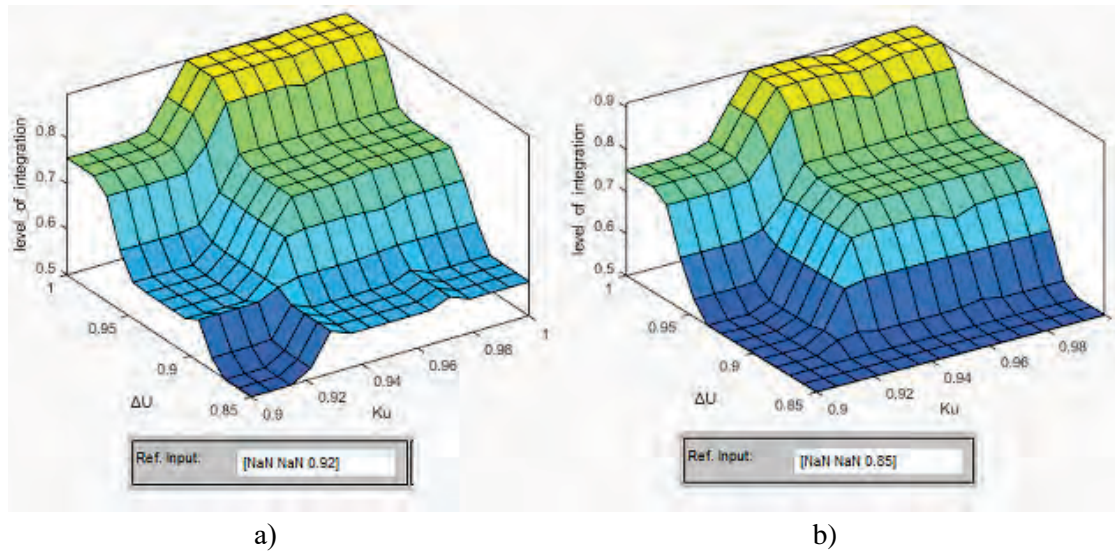 level_of_integration
0.8
0.7
0.6
0.5
1
0.95
0.9
0.85
ΔU
0.9
0.92
0.94
0.96
0.98
1
Ku
Ref. Input:
[NaN NaN 0.92]
a)
level_of_integration
0.9
0.8
0.7
0.6
0.5
1
0.95
0.9
0.85
ΔU
0.9
0.92
0.94
0.96
0.98
Ku
Ref. Input:
[NaN NaN 0.85]
b)